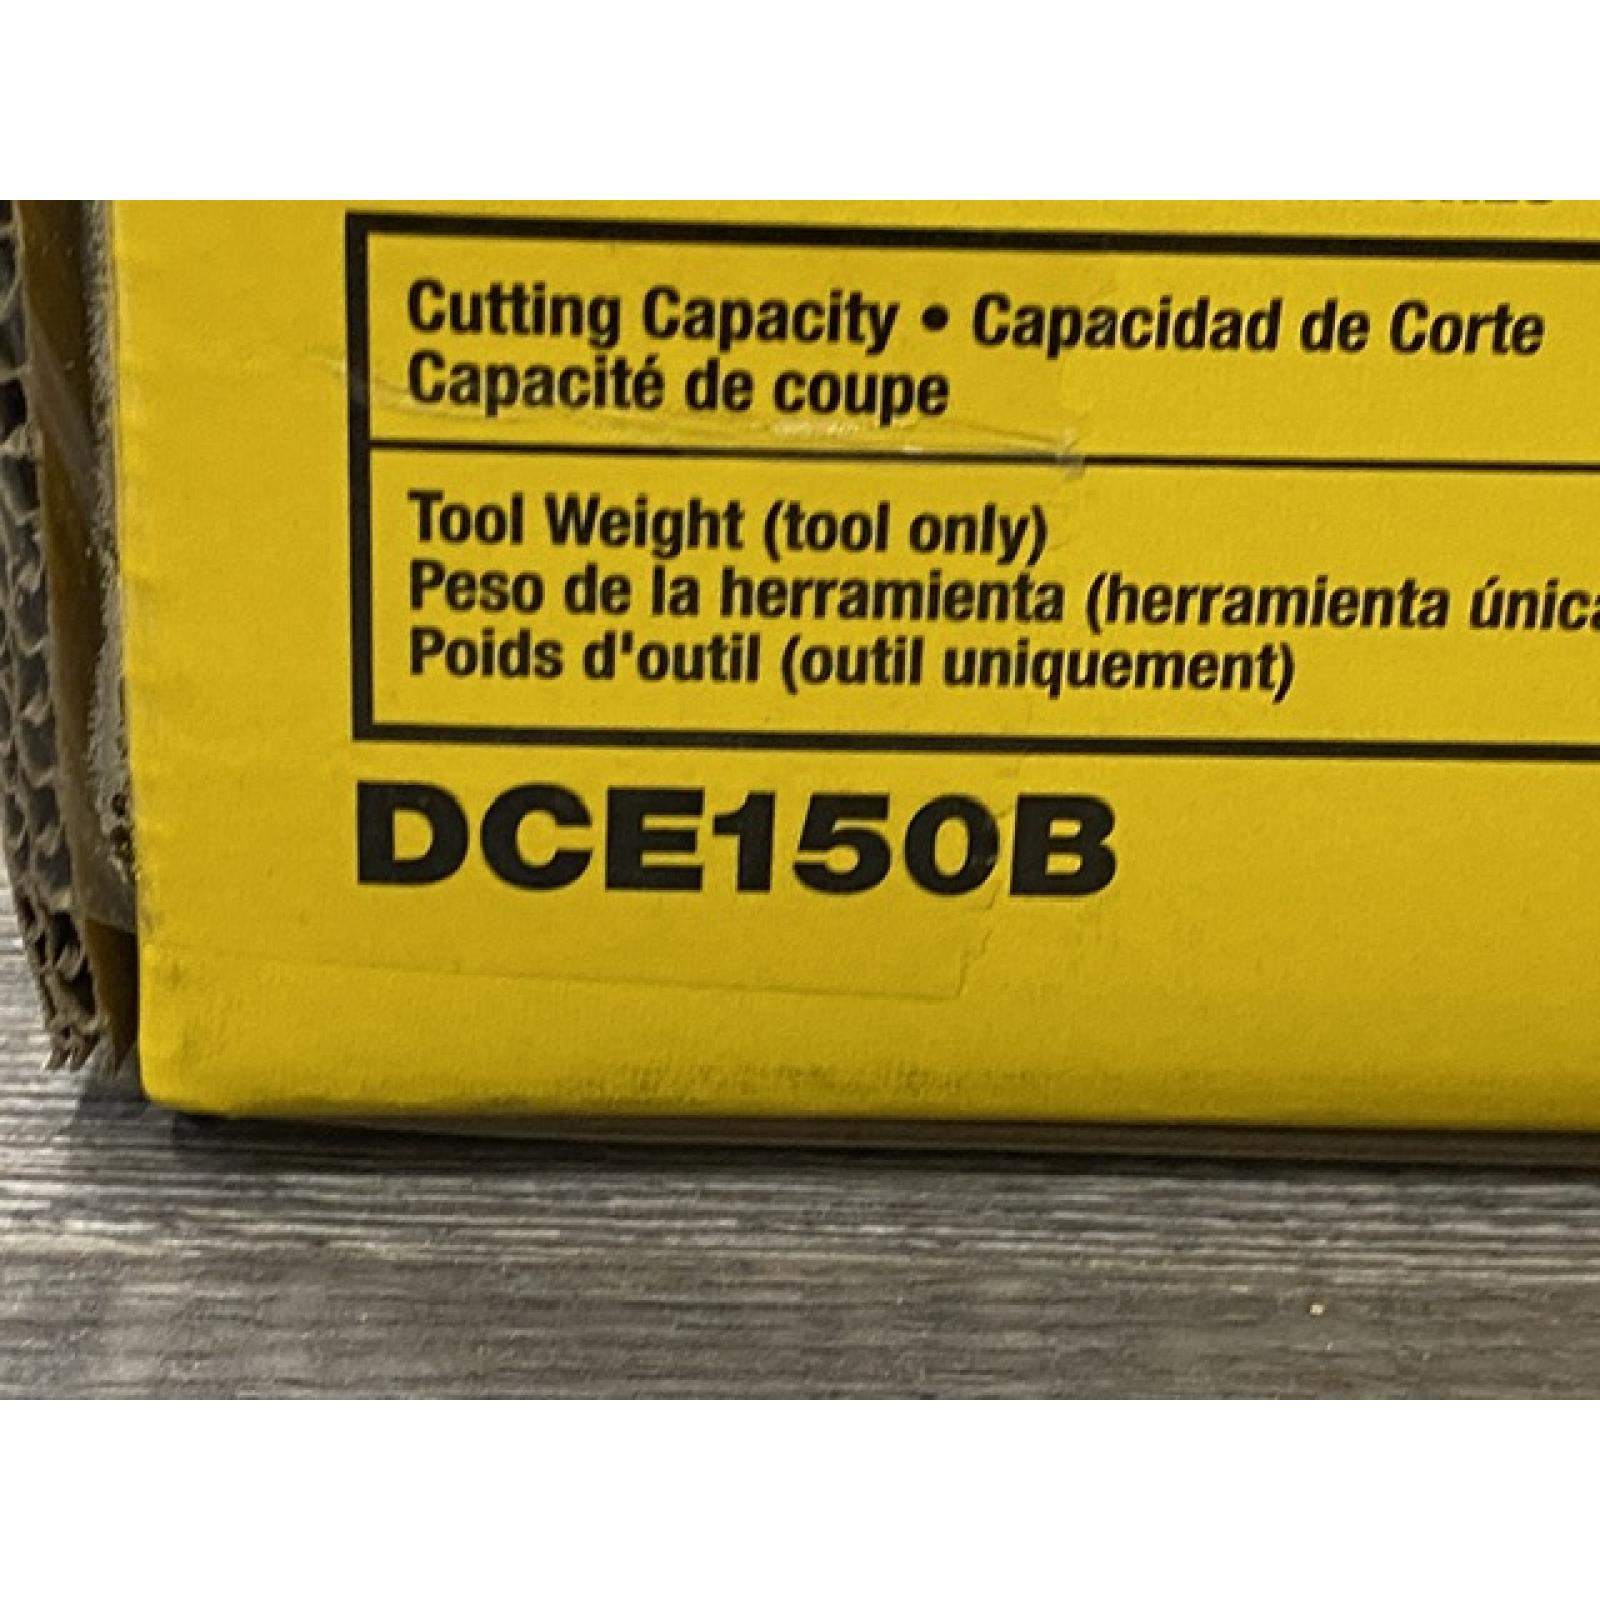 Cutting Capacity • Capacidad de Corte
Capacité de coupe
Tool Weight (tool only)
Peso de la herramienta (herramienta única
Poids d'outil (outil uniquement)
DCE150B